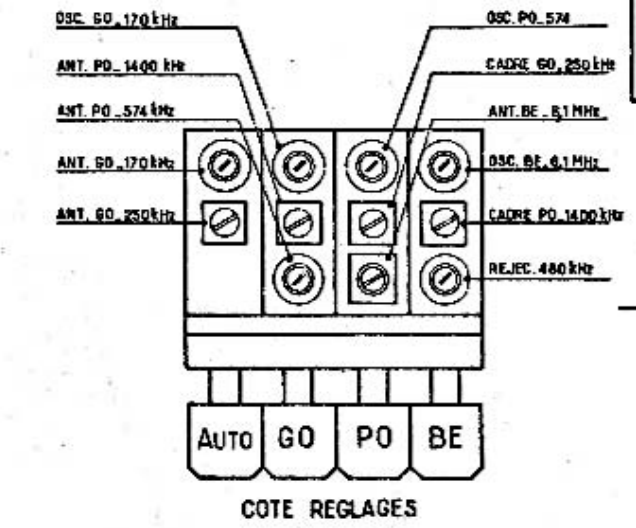 OSC. GO_170 kHz
ANT. PO_1400 kHz
ANT. PO_574 kHz
ANT. GO_170 kHz
ANT. GO_250 kHz
OSC. PO_574
CADRE GO_250 kHz
ANT. BE_6,1 MHz
OSC. BE_6,1 MHz
CADRE PO_1400 kHz
REJEC. 480 kHz
AUTO GO PO BE
COTE REGLAGES